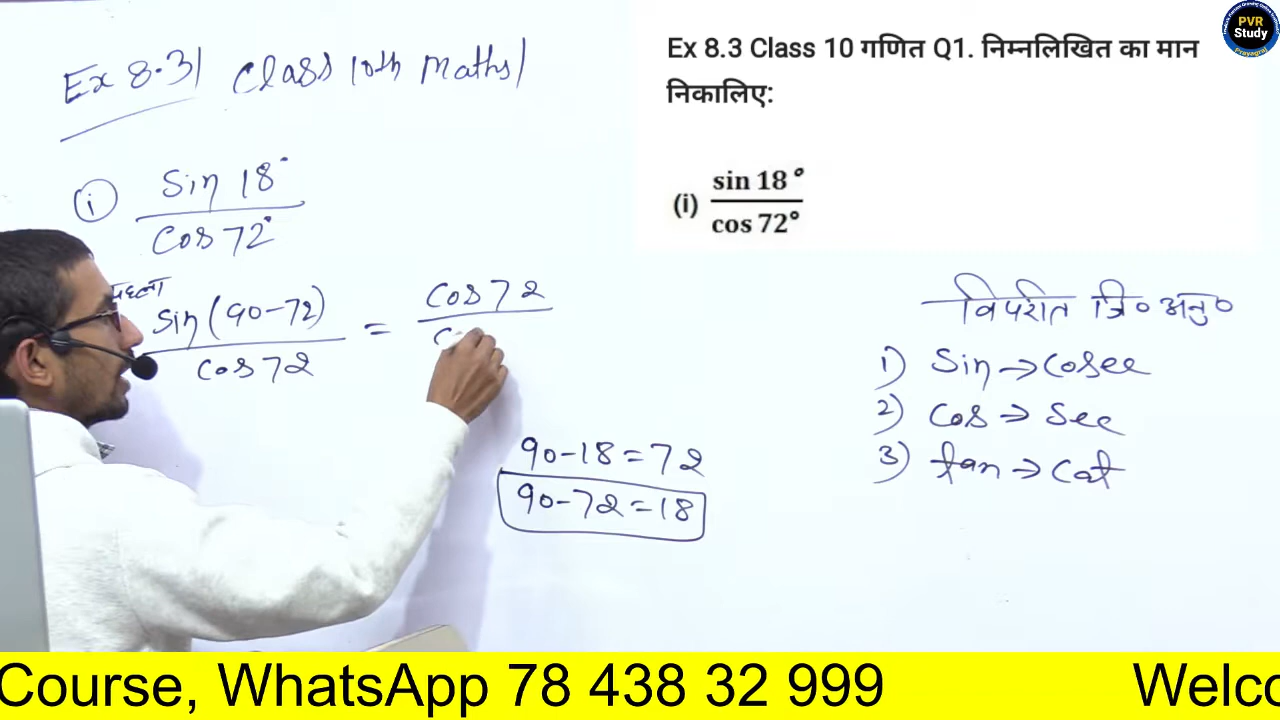 Ex 8.3| Class 10th Maths|
Ex 8.3 Class 10 गणित Q1. निम्नलिखित का मान
निकालिए:
(i) sin 18° / cos 72°
PVR
Study
Prayagraj
(i) Sin 18°
Cos 72°
पहला
Sin (90-72) = Cos 72
Cos 72
90-18=72
90-72=18
विपरीत त्रि० अनु०
1) Sin → Cosec
2) Cos → Sec
3) tan → Cot
Course, WhatsApp 78 438 32 999 Welco